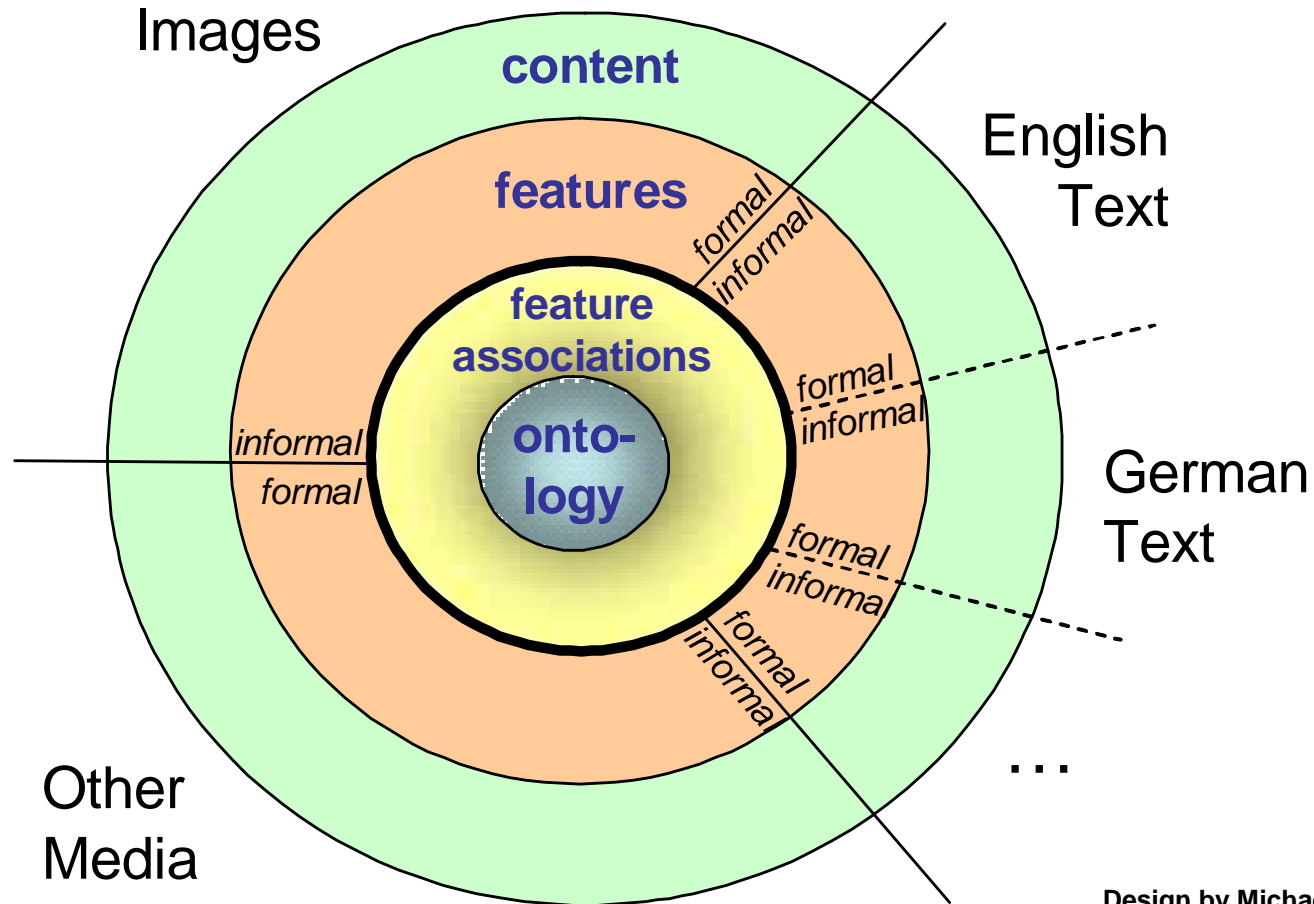 Images
content
English
Text
features
formal
informal
feature
associations
formal
informal
onto-
logy
informal
formal
German
Text
formal
informa
formal
informa
...
Other
Media
Design by Micha